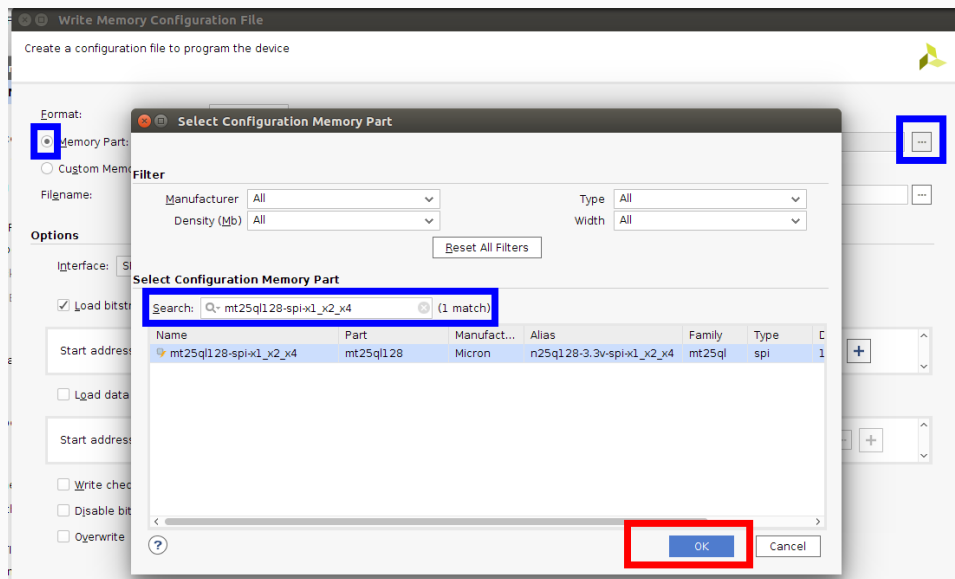 Write Memory Configuration File
Create a configuration file to program the device
Format:
Select Configuration Memory Part
Memory Part:
...
Custom Memo
Filter
Manufacturer All Type All
Filename:
...
Density (Mb) All Width All
Options
Reset All Filters
Interface:
Select Configuration Memory Part
Load bitstr
Search: mt25ql128-spi-x1_x2_x4 (1 match)
Name Part Manufact... Alias Family Type D
Start address
mt25ql128-spi-x1_x2_x4 mt25ql128 Micron n25q128-3.3v-spi-x1_x2_x4 mt25ql spi 1
+
Load data
Start address
+
Write chec
Disable bit
Overwrite
?
OK Cancel